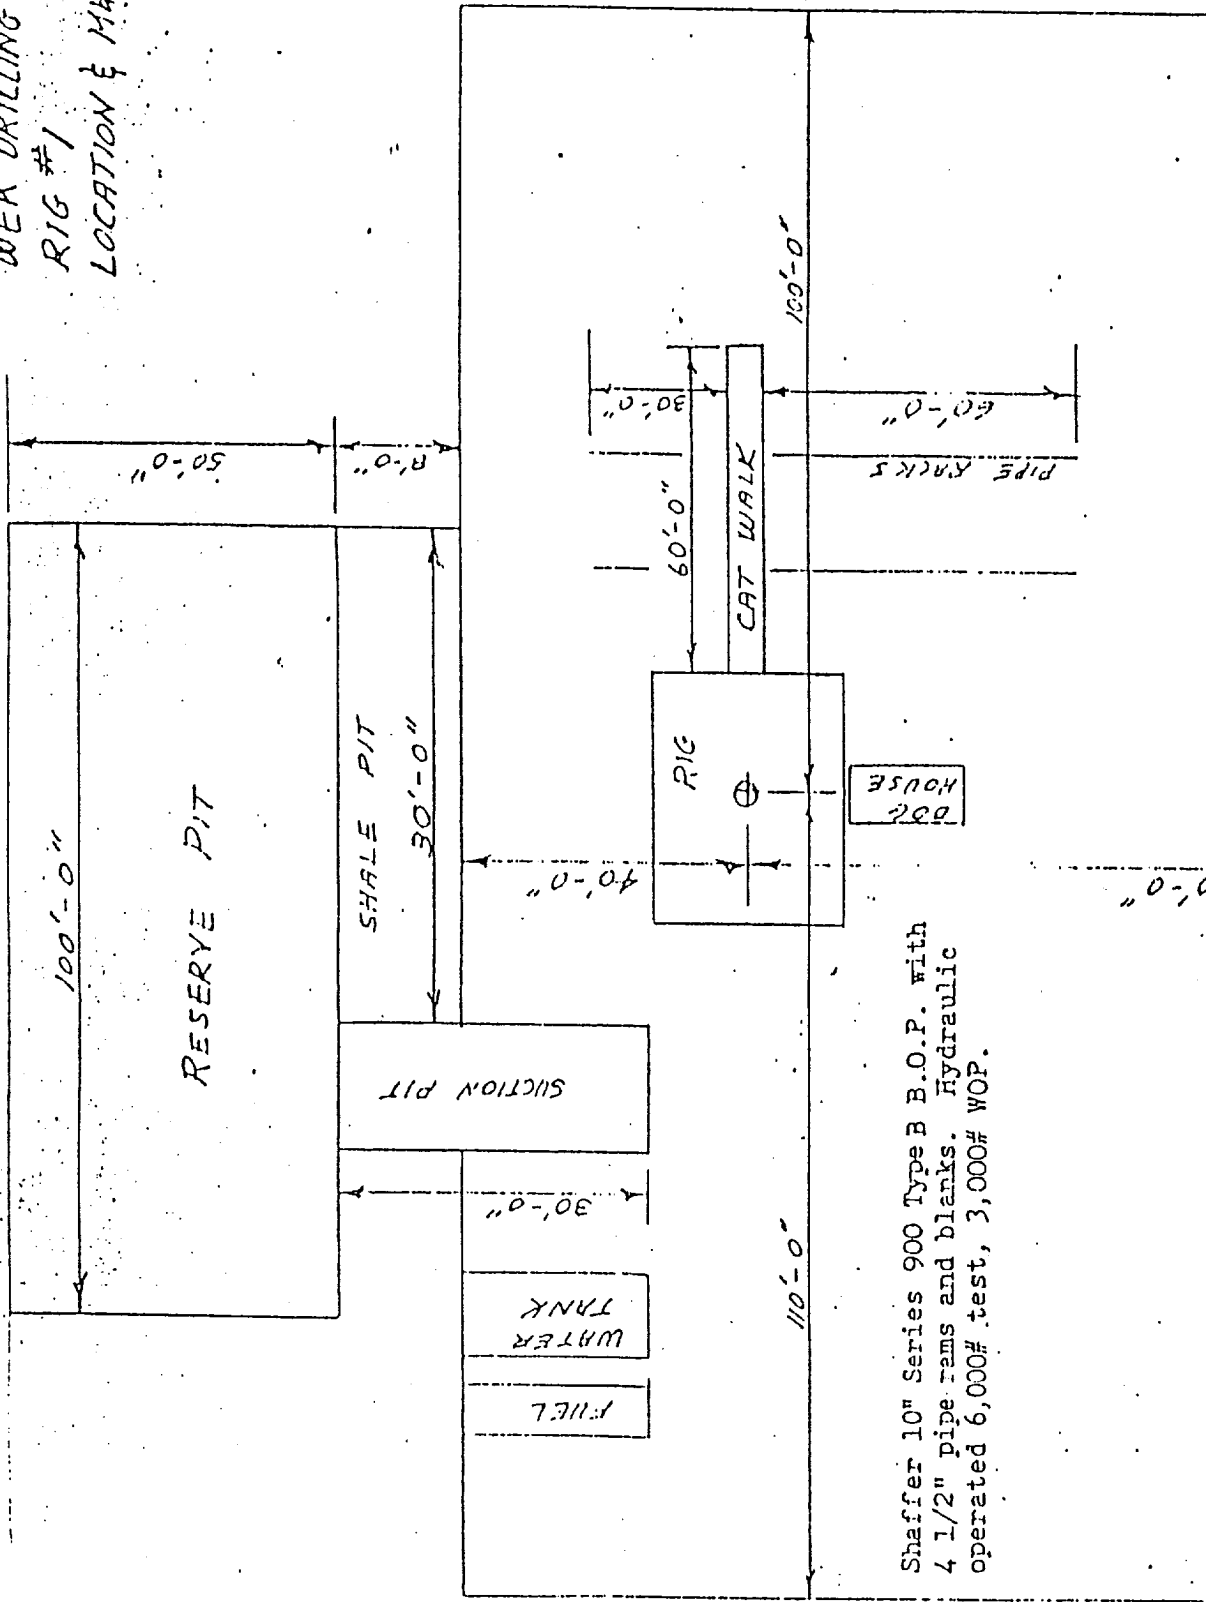 DRILLING
RIG #1
LOCATION &
100'-0"
RESERVE PIT
50'-0"
SHALE PIT
30'-0"
8'-0"
SUCTION PIT
30'-0"
WATER
TANK
FUEL
40'-0"
RIG
DOG
HOUSE
60'-0"
CAT WALK
30'-0"
60'-0"
PIPE RACKS
100'-0"
110'-0"
Shaffer 10" Series 900 Type B B.O.P. with
4 1/2" pipe rams and blanks. Hydraulic
operated 6,000# test, 3,000# WOP.